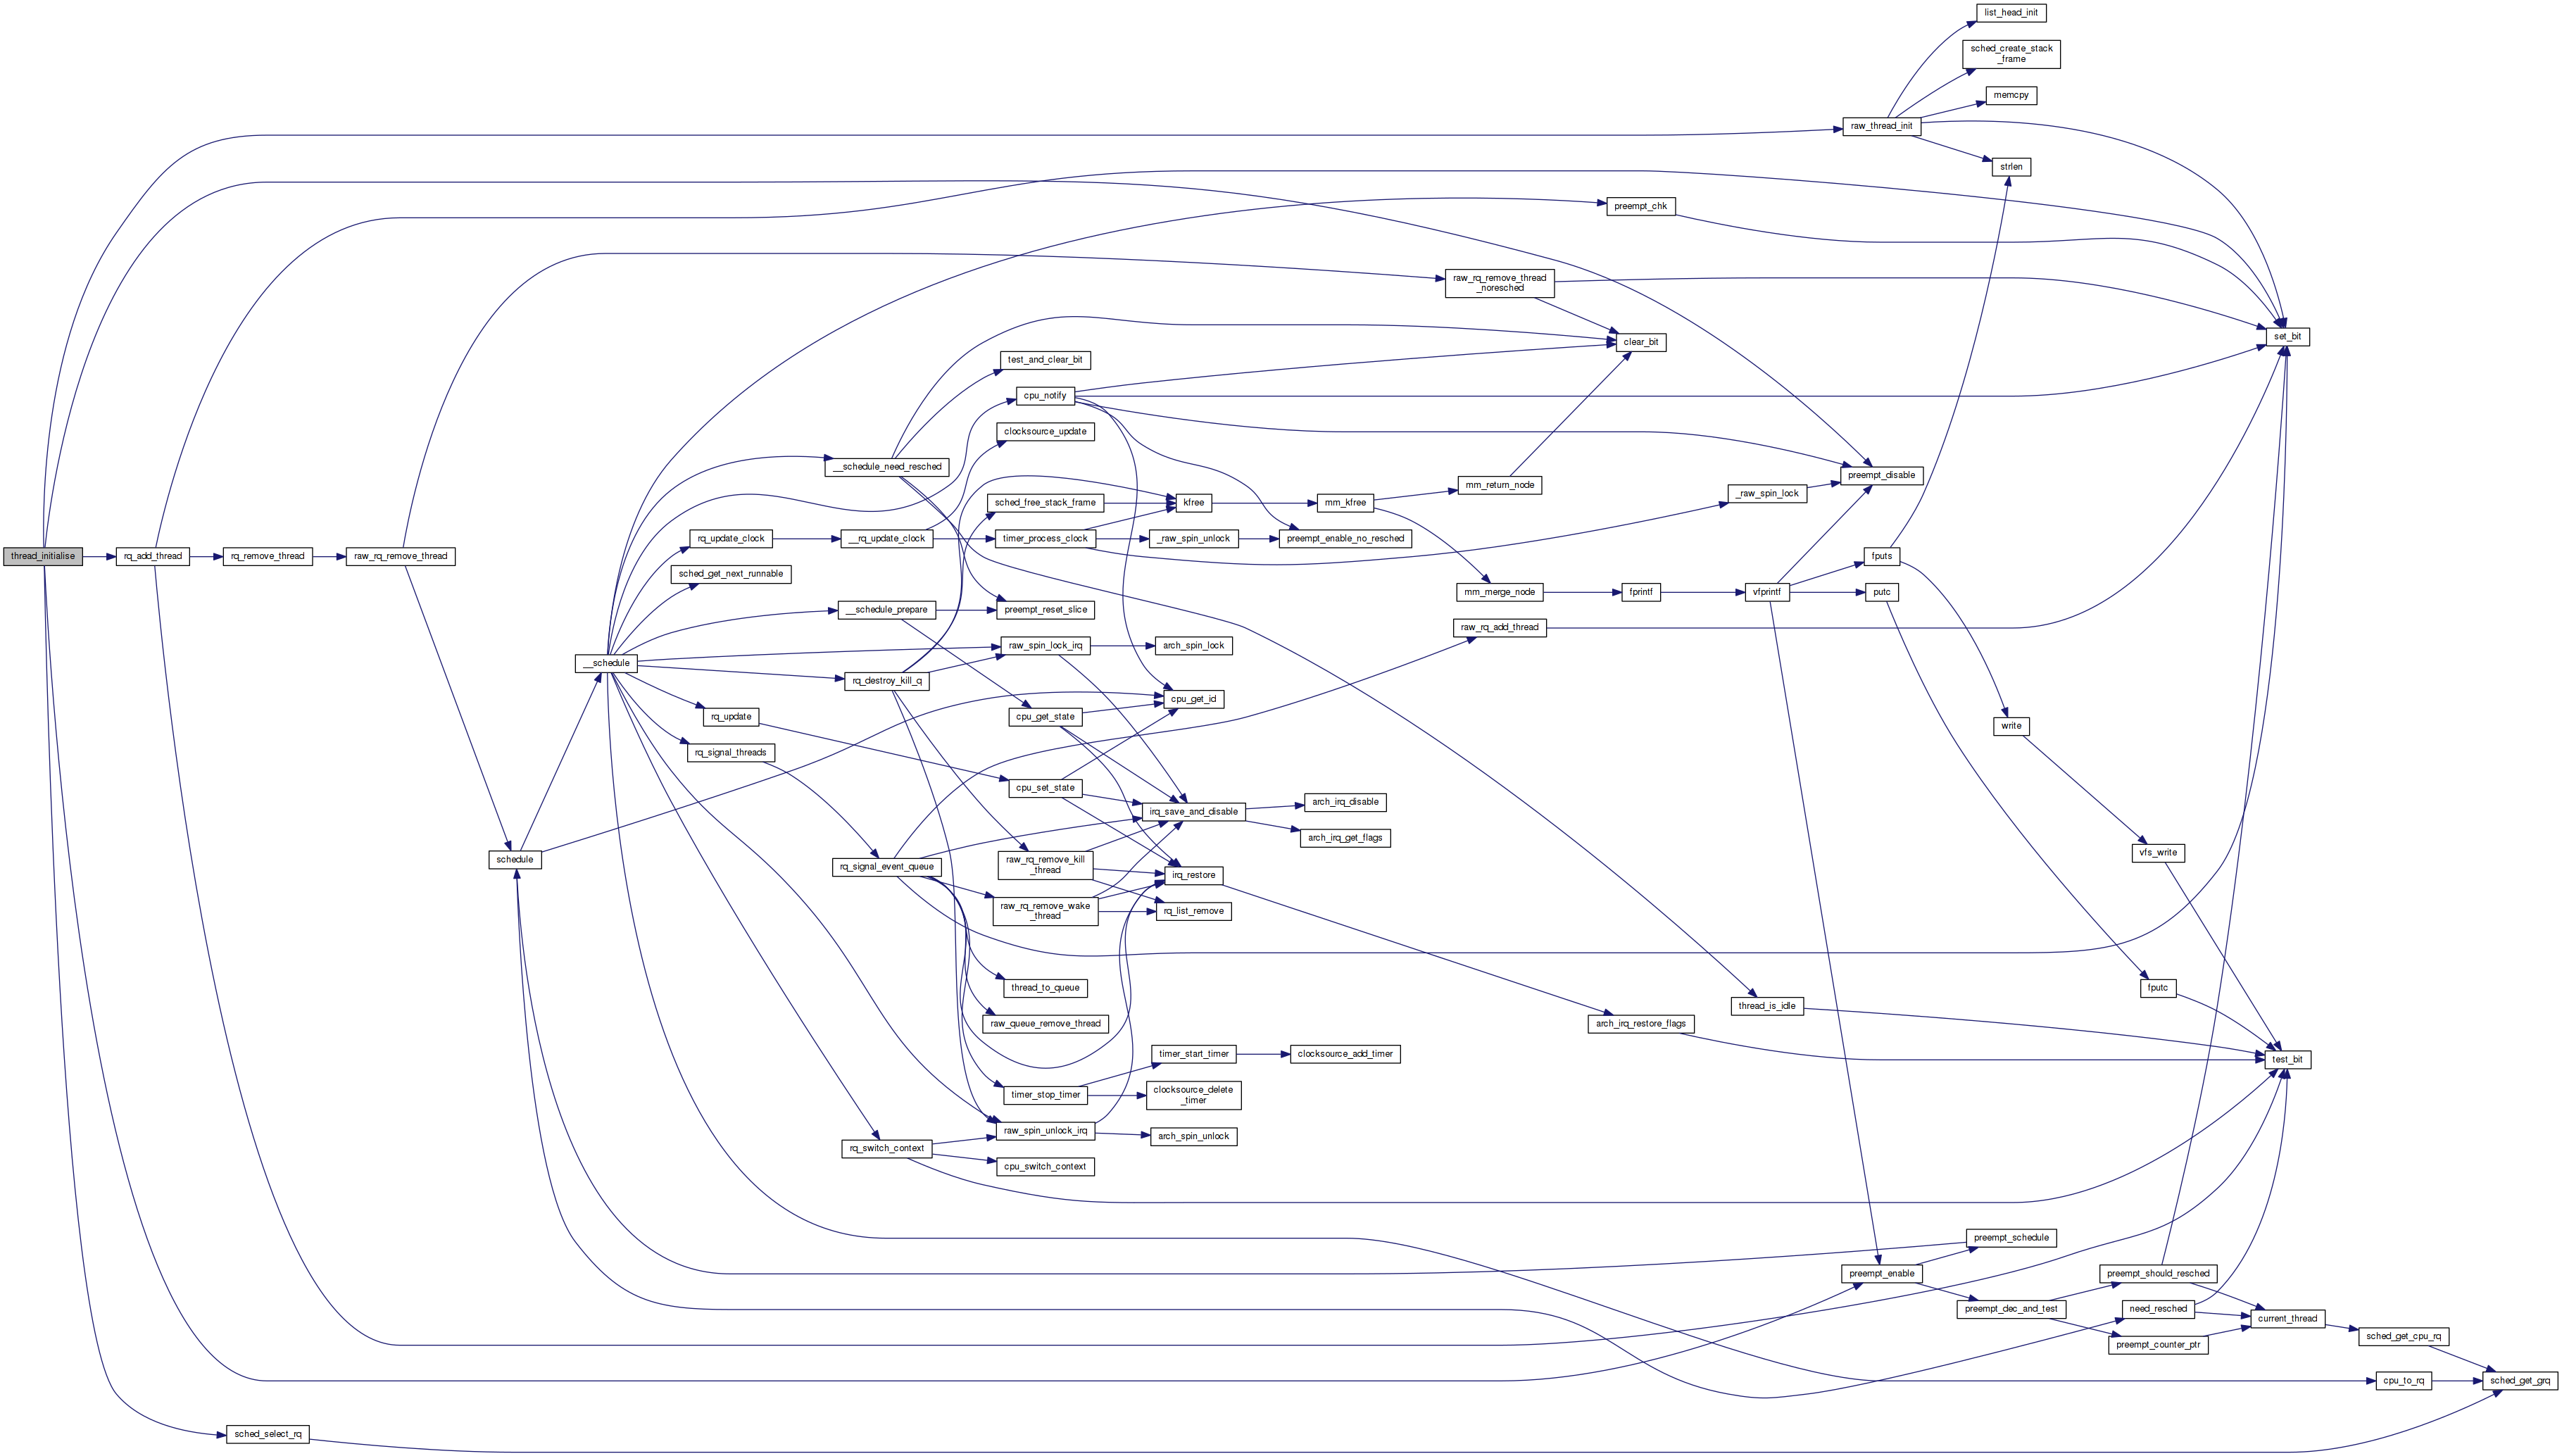 list_head_init
sched_create_stack
_frame
memcpy
raw_thread_init
strlen
preempt_chk
raw_rq_remove_thread
_noresched
set_bit
clear_bit
test_and_clear_bit
cpu_notify
clocksource_update
__schedule_need_resched
preempt_disable
mm_return_node
_raw_spin_lock
sched_free_stack_frame
kfree
mm_kfree
rq_update_clock
__rq_update_clock
timer_process_clock
_raw_spin_unlock
preempt_enable_no_resched
thread_initialise
rq_add_thread
rq_remove_thread
raw_rq_remove_thread
fputs
sched_get_next_runnable
mm_merge_node
fprintf
vfprintf
putc
__schedule_prepare
preempt_reset_slice
raw_rq_add_thread
raw_spin_lock_irq
arch_spin_lock
__schedule
rq_destroy_kill_q
cpu_get_id
rq_update
cpu_get_state
write
rq_signal_threads
cpu_set_state
irq_save_and_disable
arch_irq_disable
arch_irq_get_flags
vfs_write
schedule
rq_signal_event_queue
raw_rq_remove_kill
_thread
irq_restore
raw_rq_remove_wake
_thread
rq_list_remove
thread_to_queue
fputc
thread_is_idle
raw_queue_remove_thread
arch_irq_restore_flags
timer_start_timer
clocksource_add_timer
test_bit
timer_stop_timer
clocksource_delete
_timer
raw_spin_unlock_irq
arch_spin_unlock
rq_switch_context
cpu_switch_context
preempt_schedule
preempt_enable
preempt_should_resched
preempt_dec_and_test
need_resched
current_thread
preempt_counter_ptr
sched_get_cpu_rq
cpu_to_rq
sched_get_grq
sched_select_rq